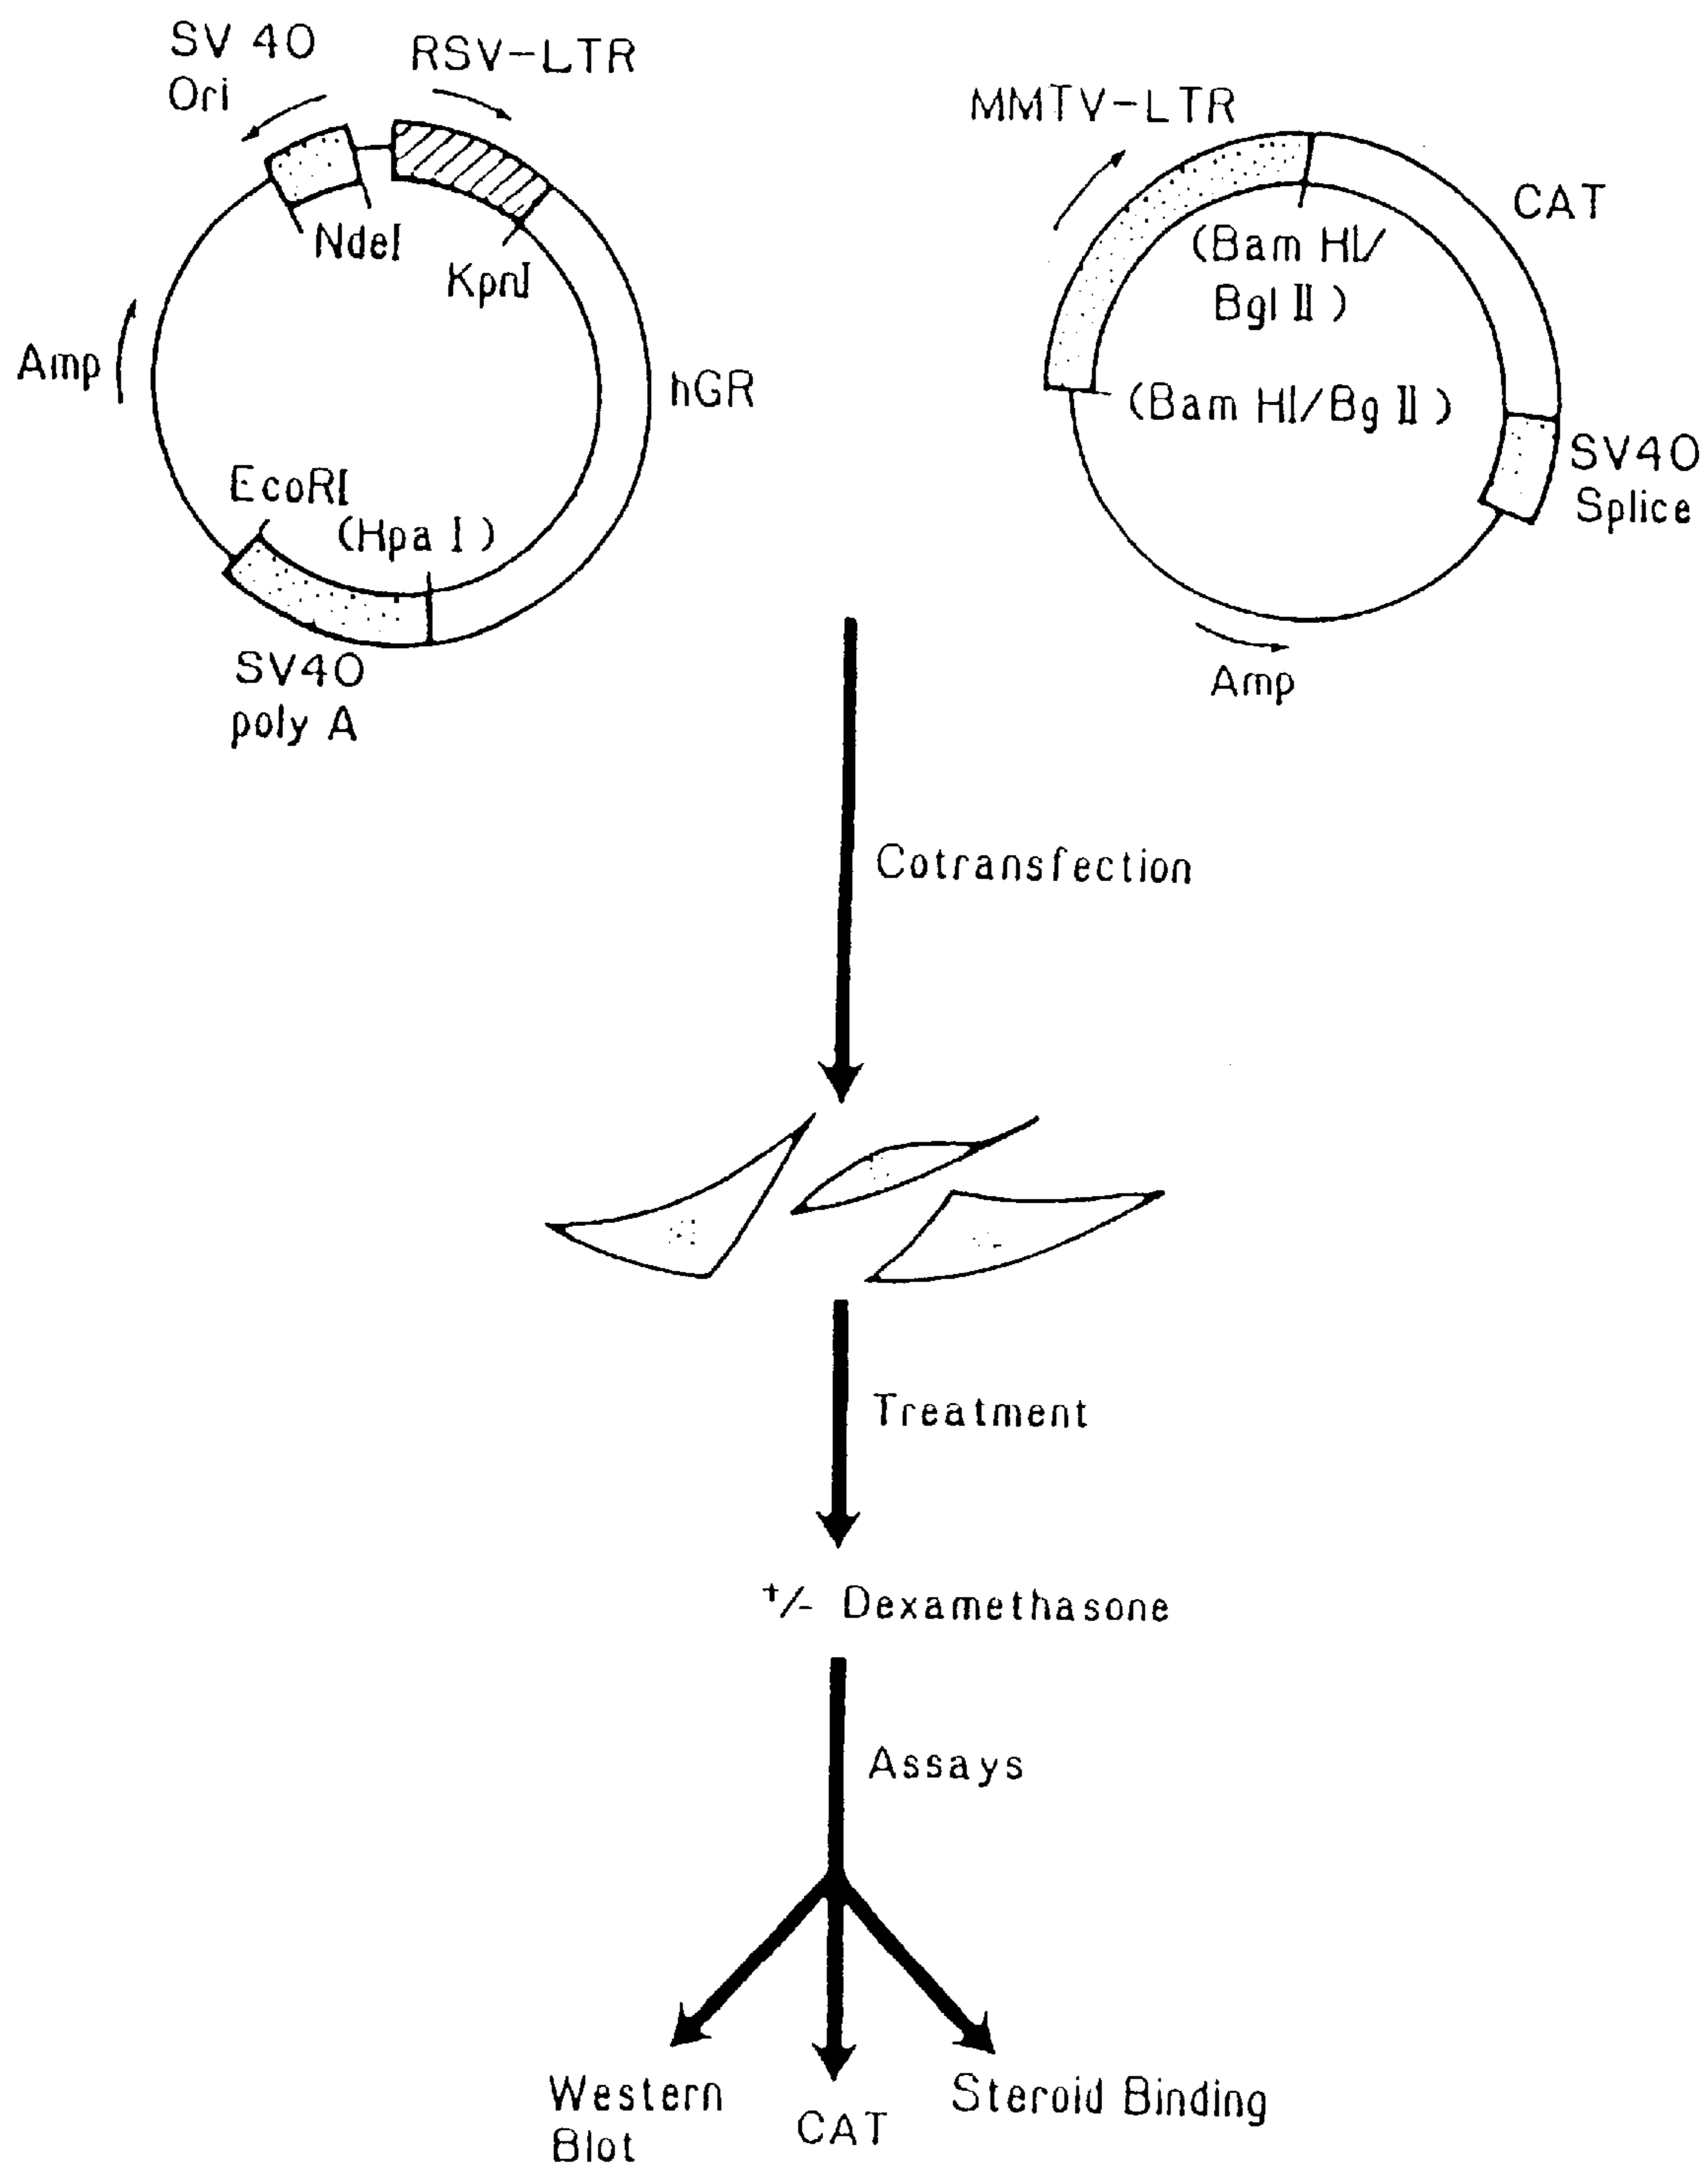 SV 40
Ori
RSV-LTR
NdeI
KpnI
Amp
hGR
EcoRI
(Hpa I)
SV40
poly A
MMTV-LTR
CAT
(Bam HI/
Bgl II)
(Bam HI/Bg II)
SV40
Splice
Amp
Cotransfection
Treatment
+/- Dexamethasone
Assays
Western
Blot
CAT
Steroid Binding